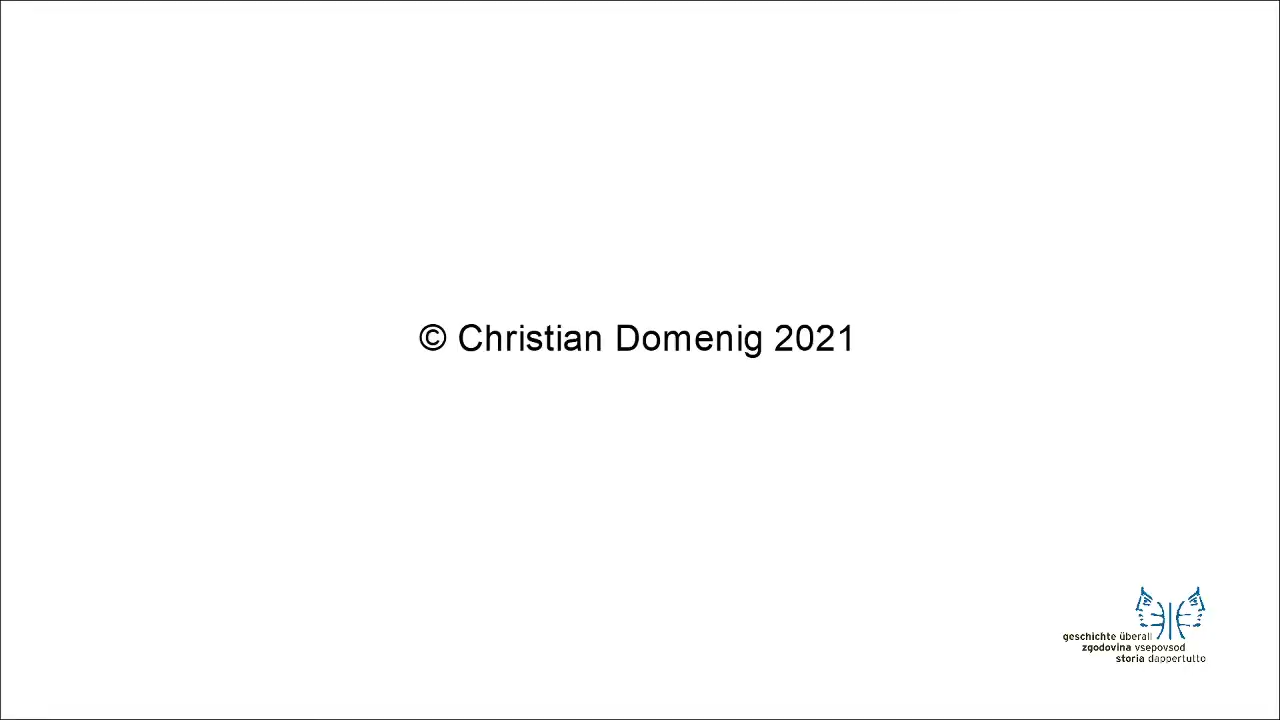 © Christian Domenig 2021
geschichte überall
zgodovina vsepovsod
storia dappertutto